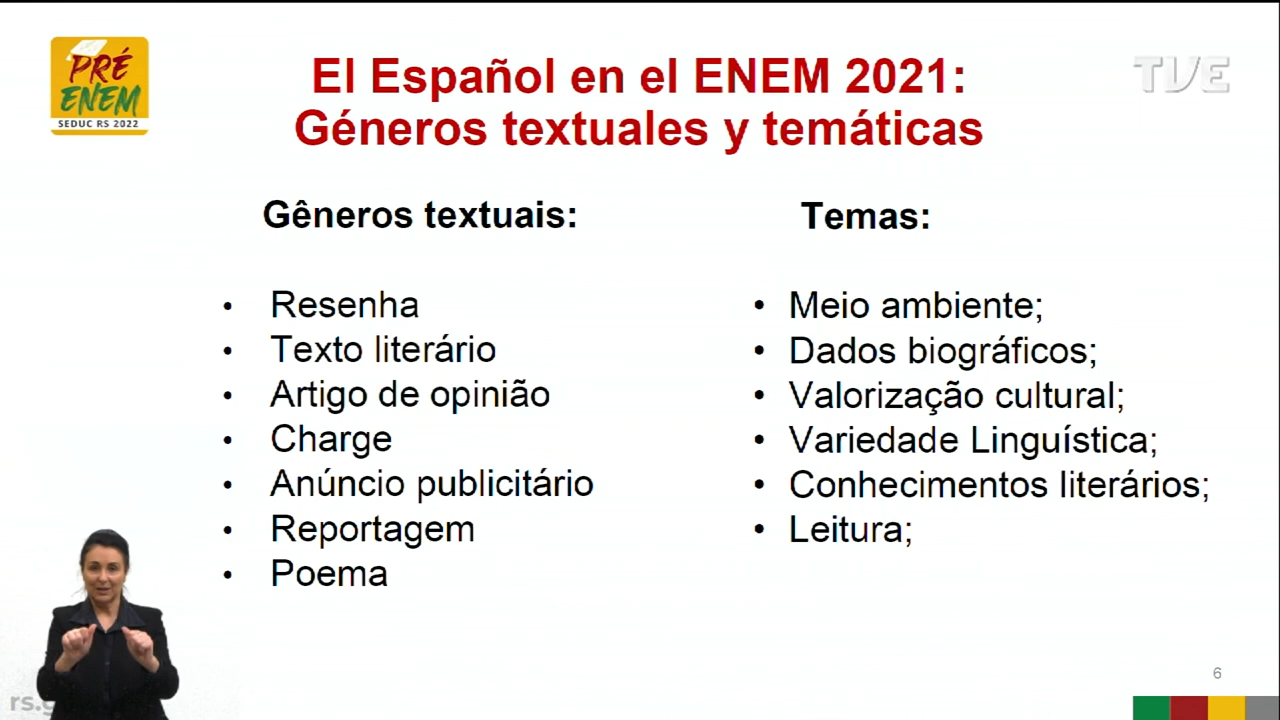 PRÉ
ENEM
SEDUC RS 2022
El Español en el ENEM 2021:
Géneros textuales y temáticas
TVE
Gêneros textuais:
• Resenha
• Texto literário
• Artigo de opinião
• Charge
• Anúncio publicitário
• Reportagem
• Poema
Temas:
• Meio ambiente;
• Dados biográficos;
• Valorização cultural;
• Variedade Linguística;
• Conhecimentos literários;
• Leitura;
6
rs.g